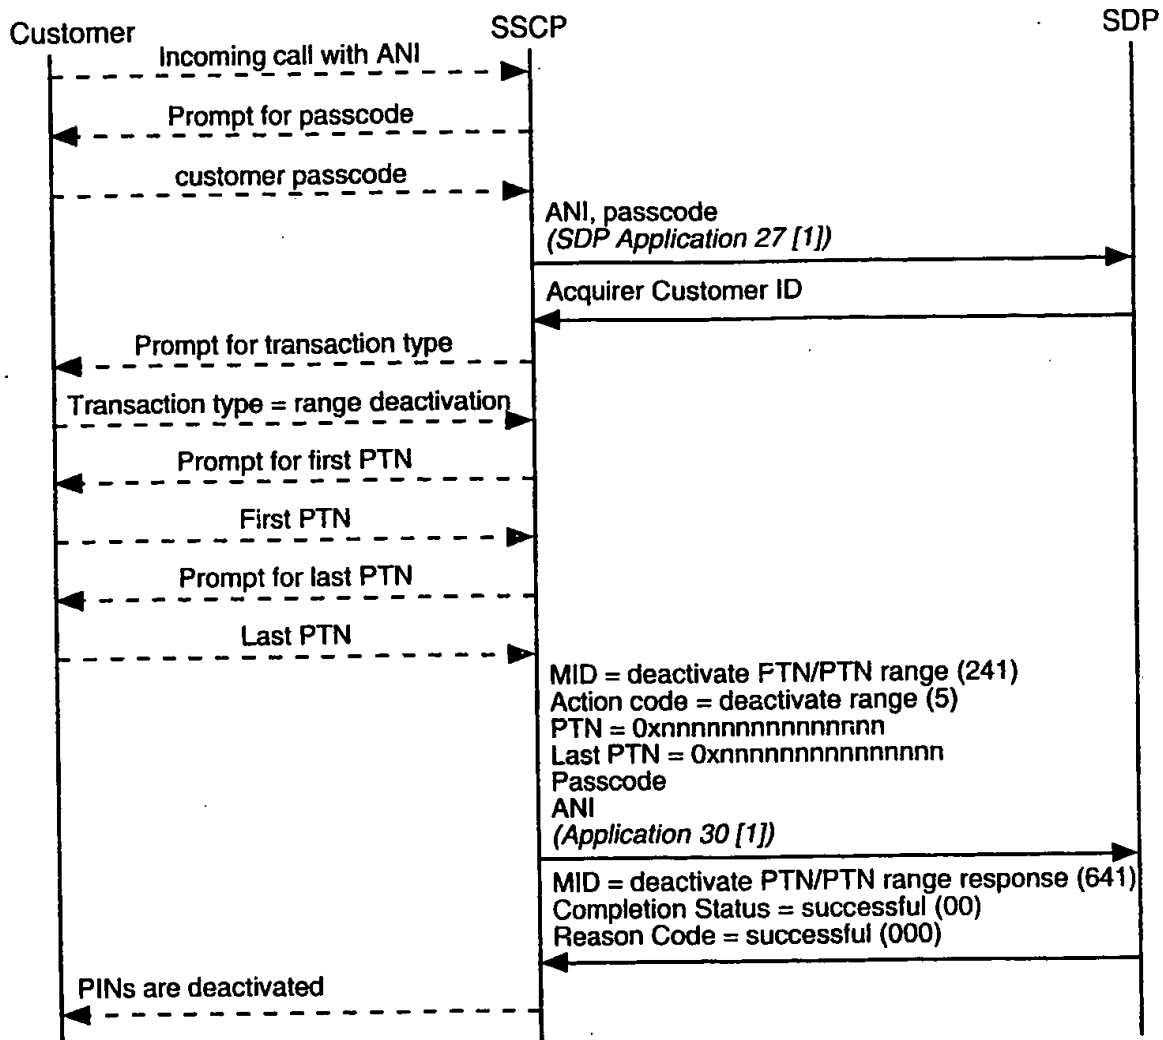 Customer
SSCP
SDP
Incoming call with ANI
Prompt for passcode
customer passcode
ANI, passcode
(SDP Application 27 [1])
Acquirer Customer ID
Prompt for transaction type
Transaction type = range deactivation
Prompt for first PTN
First PTN
Prompt for last PTN
Last PTN
MID = deactivate PTN/PTN range (241)
Action code = deactivate range (5)
PTN = 0xnnnnnnnnnnnnnnnn
Last PTN = 0xnnnnnnnnnnnnnnnn
Passcode
ANI
(Application 30 [1])
MID = deactivate PTN/PTN range response (641)
Completion Status = successful (00)
Reason Code = successful (000)
PINs are deactivated